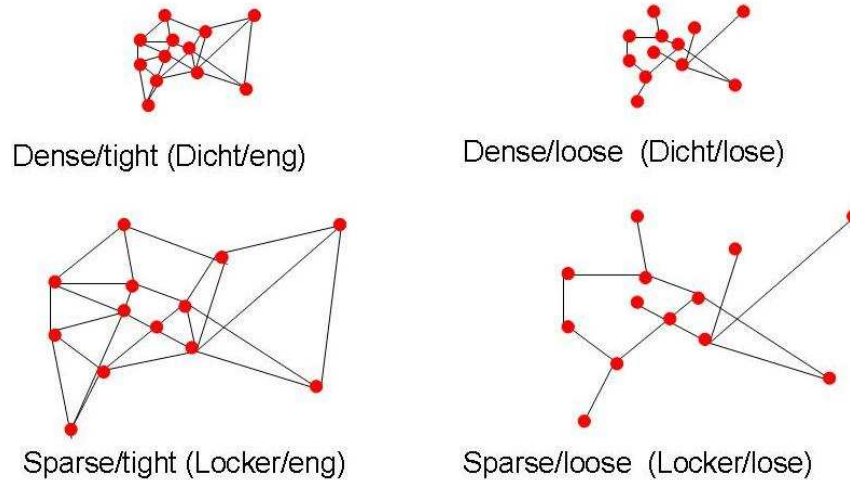 Dense/tight (Dicht/eng)
Dense/loose (Dicht/lose)
Sparse/tight (Locker/eng)
Sparse/loose (Locker/lose)